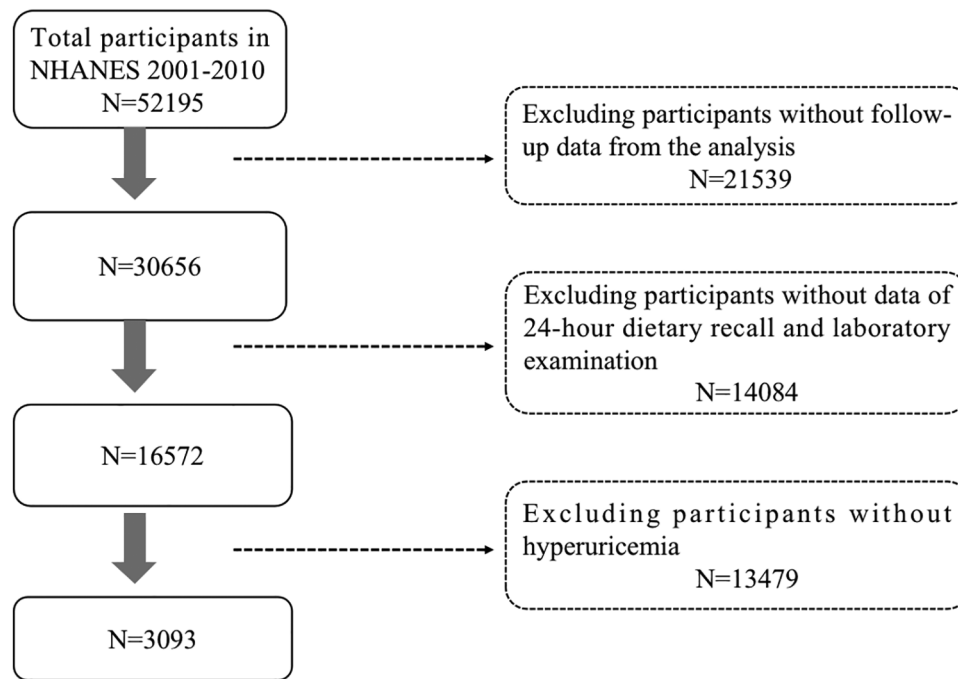 Total participants in
NHANES 2001-2010
N=52195
Excluding participants without follow-
up data from the analysis
N=21539
N=30656
Excluding participants without data of
24-hour dietary recall and laboratory
examination
N=14084
N=16572
Excluding participants without
hyperuricemia
N=13479
N=3093